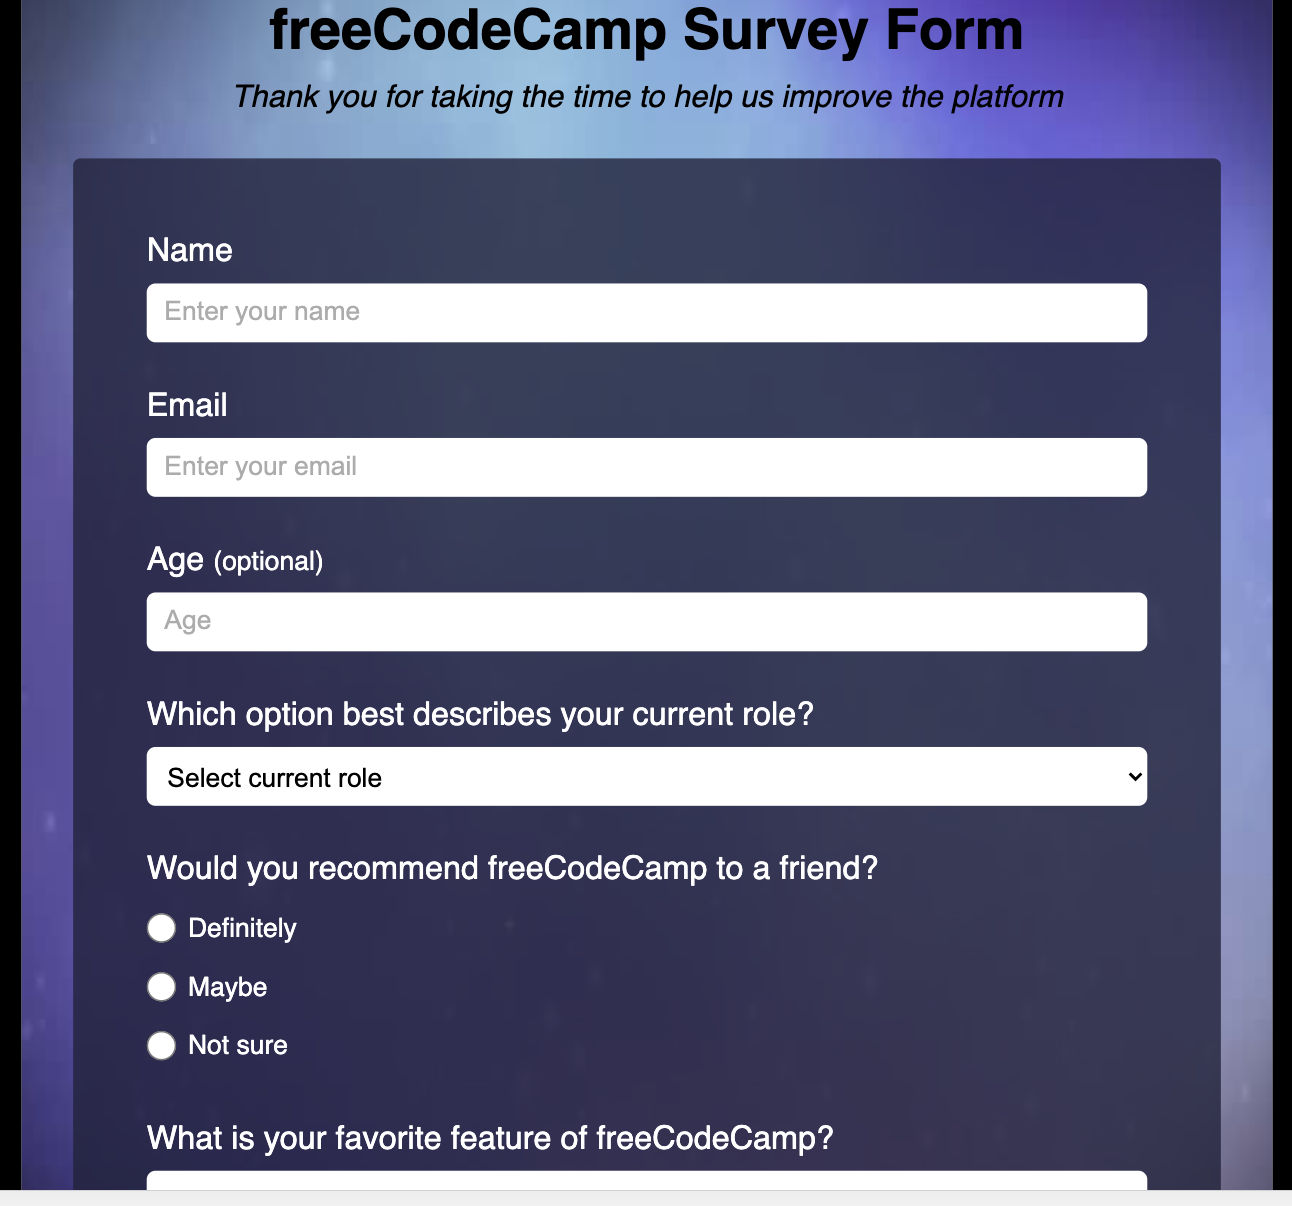 freeCodeCamp Survey Form
Thank you for taking the time to help us improve the platform
Name
Enter your name
Email
Enter your email
Age (optional)
Age
Which option best describes your current role?
Select current role
Would you recommend freeCodeCamp to a friend?
Definitely
Maybe
Not sure
What is your favorite feature of freeCodeCamp?